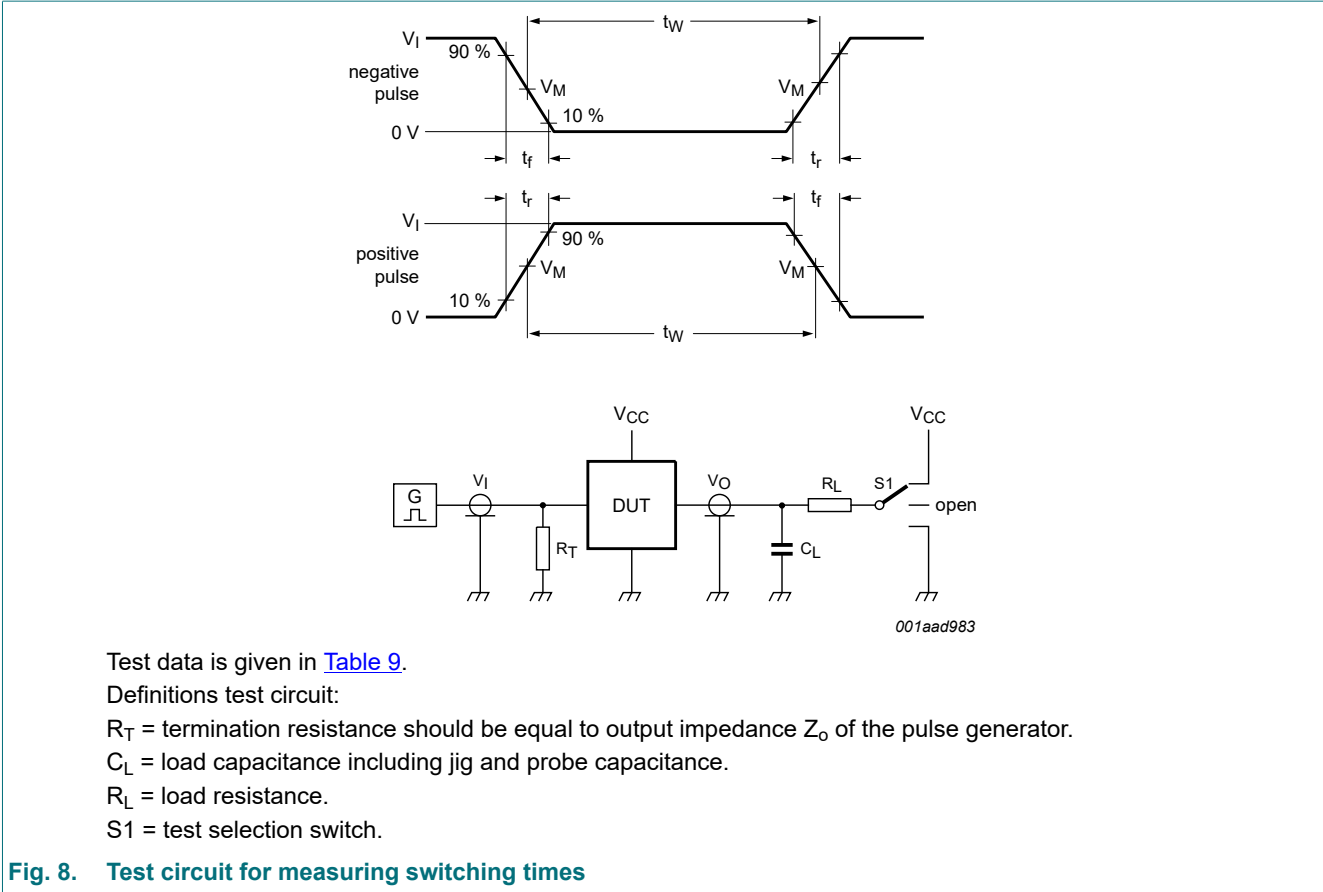 tW
VI
90 %
negative
pulse
VM
VM
10 %
0 V
tf
tr
tr
tf
VI
90 %
positive
pulse
VM
VM
10 %
0 V
tW
VCC
VCC
G
VI
DUT
VO
RL
S1
open
RT
CL
001aad983
Test data is given in Table 9.
Definitions test circuit:
RT = termination resistance should be equal to output impedance Zo of the pulse generator.
CL = load capacitance including jig and probe capacitance.
RL = load resistance.
S1 = test selection switch.
Fig. 8. Test circuit for measuring switching times